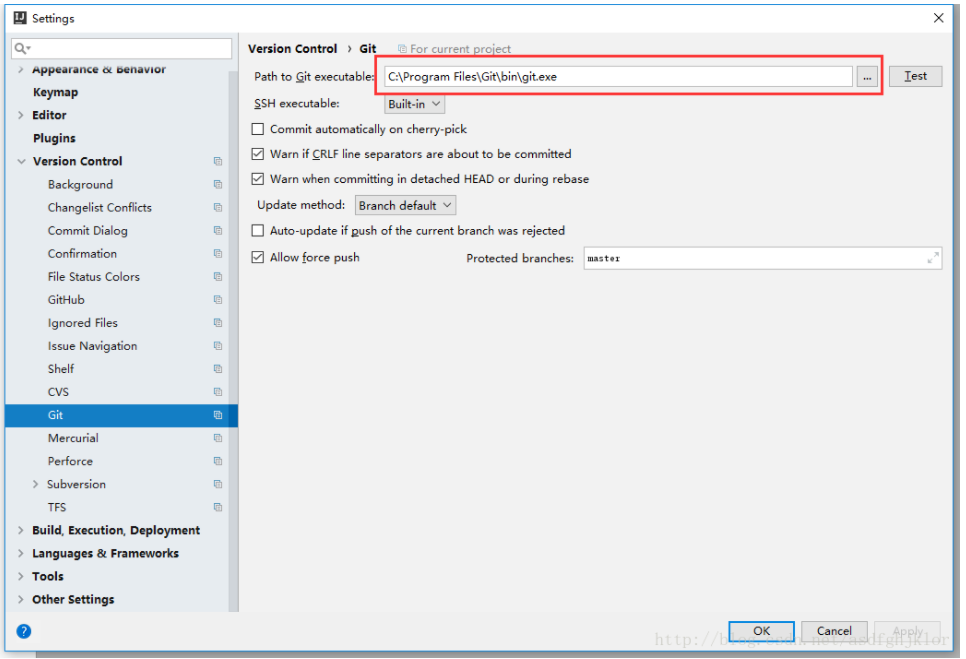 Settings
Version Control › Git For current project
Appearance & Behavior
Keymap
Editor
Plugins
Version Control
Background
Changelist Conflicts
Commit Dialog
Confirmation
File Status Colors
GitHub
Ignored Files
Issue Navigation
Shelf
CVS
Git
Mercurial
Perforce
Subversion
TFS
Build, Execution, Deployment
Languages & Frameworks
Tools
Other Settings
Path to Git executable: C:\Program Files\Git\bin\git.exe ... Test
SSH executable: Built-in
Commit automatically on cherry-pick
Warn if CRLF line separators are about to be committed
Warn when committing in detached HEAD or during rebase
Update method: Branch default
Auto-update if push of the current branch was rejected
Allow force push Protected branches: master
? OK Cancel Apply
http://blog.csdn.net/asdfghjklor